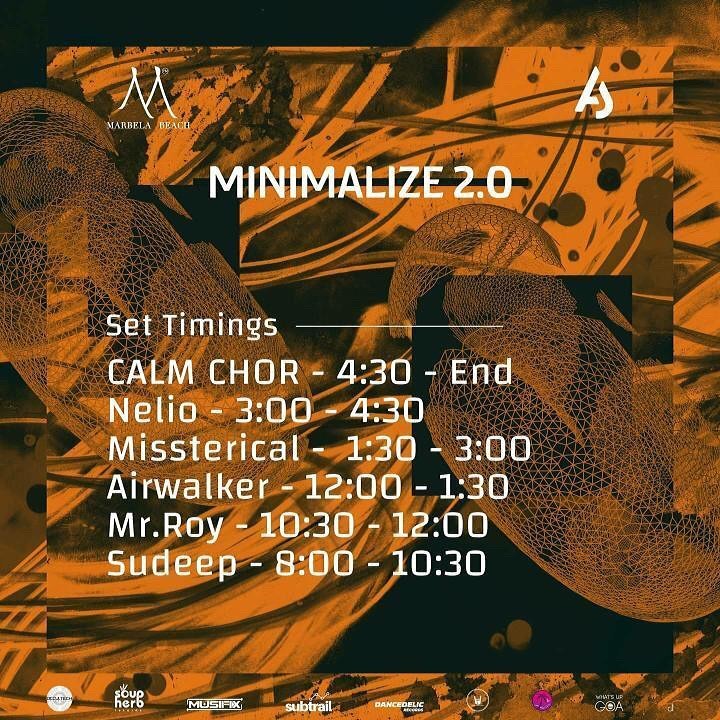 MARBELA BEACH
MINIMALIZE 2.0
Set Timings
CALM CHOR - 4:30 - End
Nelio - 3:00 - 4:30
Missterical - 1:30 - 3:00
Airwalker - 12:00 - 1:30
Mr.Roy - 10:30 - 12:00
Sudeep - 8:00 - 10:30
soup
herb
records
MUSIFIX
subtrail
DANCEDELIC
RECORDS
WHAT'S UP
GOA